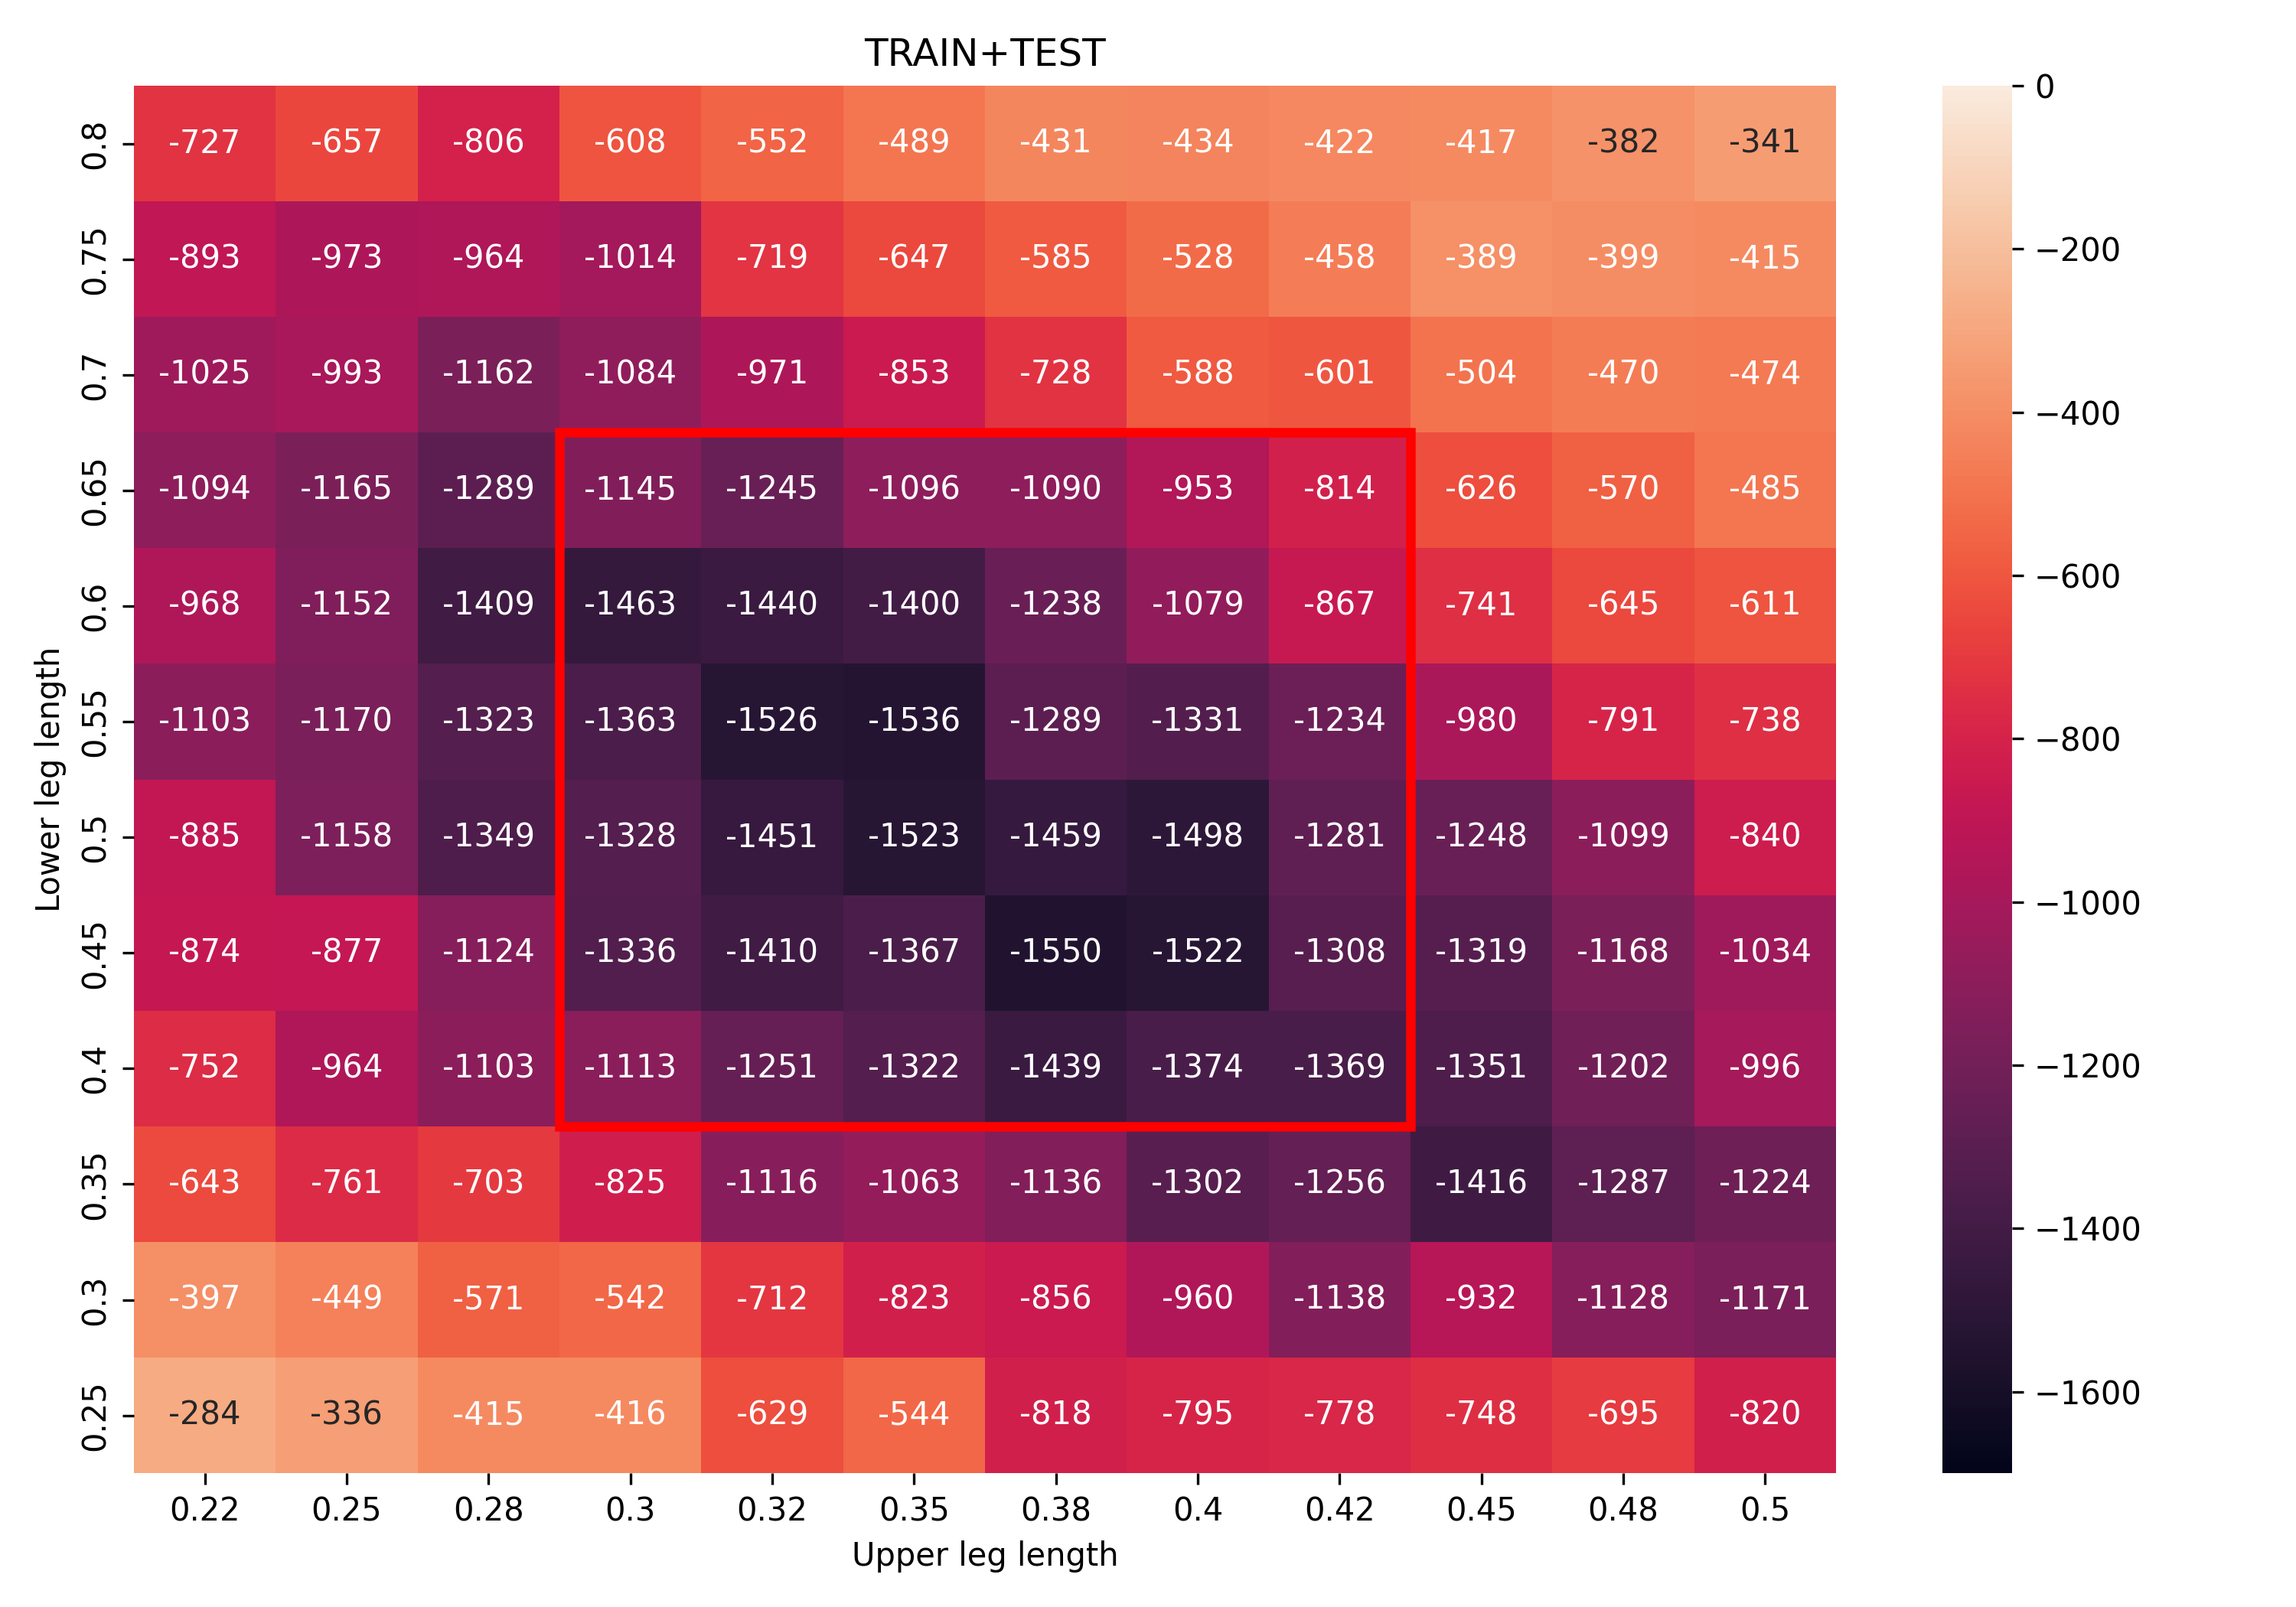 TRAIN+TEST
0.8 -727 -657 -806 -608 -552 -489 -431 -434 -422 -417 -382 -341
0.75 -893 -973 -964 -1014 -719 -647 -585 -528 -458 -389 -399 -415
0.7 -1025 -993 -1162 -1084 -971 -853 -728 -588 -601 -504 -470 -474
0.65 -1094 -1165 -1289 -1145 -1245 -1096 -1090 -953 -814 -626 -570 -485
0.6 -968 -1152 -1409 -1463 -1440 -1400 -1238 -1079 -867 -741 -645 -611
0.55 -1103 -1170 -1323 -1363 -1526 -1536 -1289 -1331 -1234 -980 -791 -738
0.5 -885 -1158 -1349 -1328 -1451 -1523 -1459 -1498 -1281 -1248 -1099 -840
0.45 -874 -877 -1124 -1336 -1410 -1367 -1550 -1522 -1308 -1319 -1168 -1034
0.4 -752 -964 -1103 -1113 -1251 -1322 -1439 -1374 -1369 -1351 -1202 -996
0.35 -643 -761 -703 -825 -1116 -1063 -1136 -1302 -1256 -1416 -1287 -1224
0.3 -397 -449 -571 -542 -712 -823 -856 -960 -1138 -932 -1128 -1171
0.25 -284 -336 -415 -416 -629 -544 -818 -795 -778 -748 -695 -820
0.22 0.25 0.28 0.3 0.32 0.35 0.38 0.4 0.42 0.45 0.48 0.5
Upper leg length
Lower leg length
0
−200
−400
−600
−800
−1000
−1200
−1400
−1600